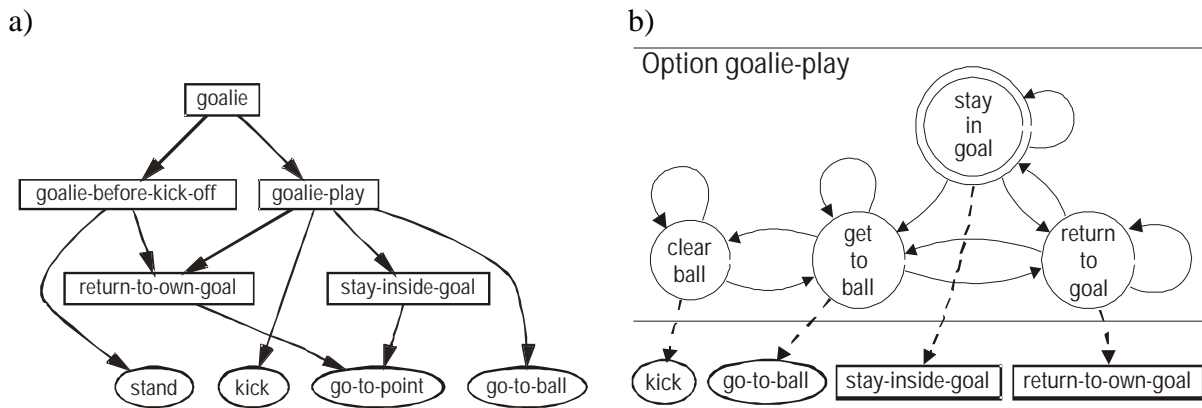 a)
goalie
goalie-before-kick-off
goalie-play
return-to-own-goal
stay-inside-goal
stand
kick
go-to-point
go-to-ball
b)
Option goalie-play
stay
in
goal
clear
ball
get
to
ball
return
to
goal
kick
go-to-ball
stay-inside-goal
return-to-own-goal